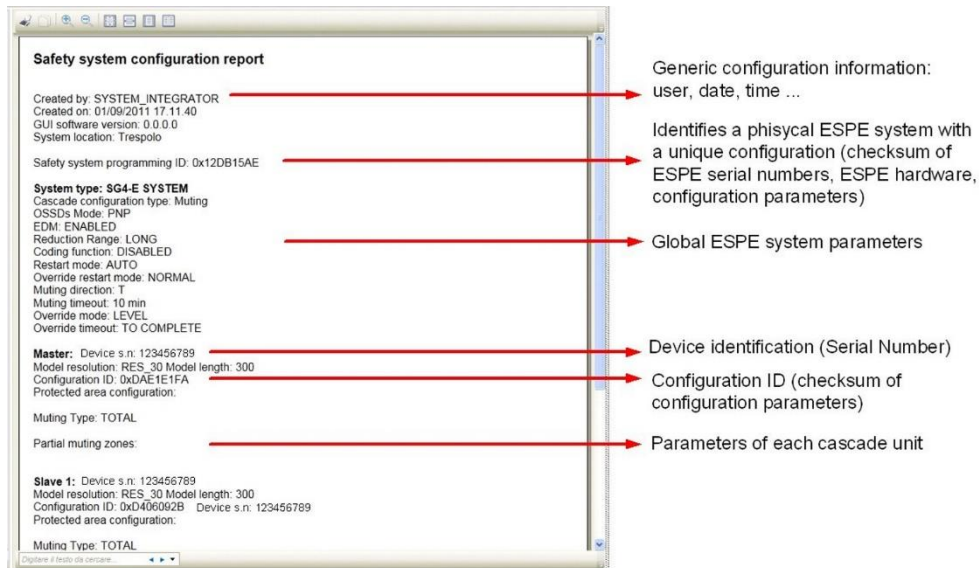 Safety system configuration report
Created by: SYSTEM_INTEGRATOR
Created on: 01/09/2011 17.11.40
GUI software version: 0.0.0.0
System location: Trespolo
Safety system programming ID: 0x12DB15AE
System type: SG4-E SYSTEM
Cascade configuration type: Muting
OSSDs Mode: PNP
EDM: ENABLED
Reduction Range: LONG
Coding function: DISABLED
Restart mode: AUTO
Override restart mode: NORMAL
Muting direction: T
Muting timeout: 10 min
Override mode: LEVEL
Override timeout: TO COMPLETE
Master: Device s.n: 123456789
Model resolution: RES_30 Model length: 300
Configuration ID: 0xDAE1E1FA
Protected area configuration:
Muting Type: TOTAL
Partial muting zones:
Slave 1: Device s.n: 123456789
Model resolution: RES_30 Model length: 300
Configuration ID: 0xD406092B Device s.n: 123456789
Protected area configuration:
Muting Type: TOTAL
Digitare il testo da cercare...
Generic configuration information:
user, date, time ...
Identifies a phisycal ESPE system with
a unique configuration (checksum of
ESPE serial numbers, ESPE hardware,
configuration parameters)
Global ESPE system parameters
Device identification (Serial Number)
Configuration ID (checksum of
configuration parameters)
Parameters of each cascade unit